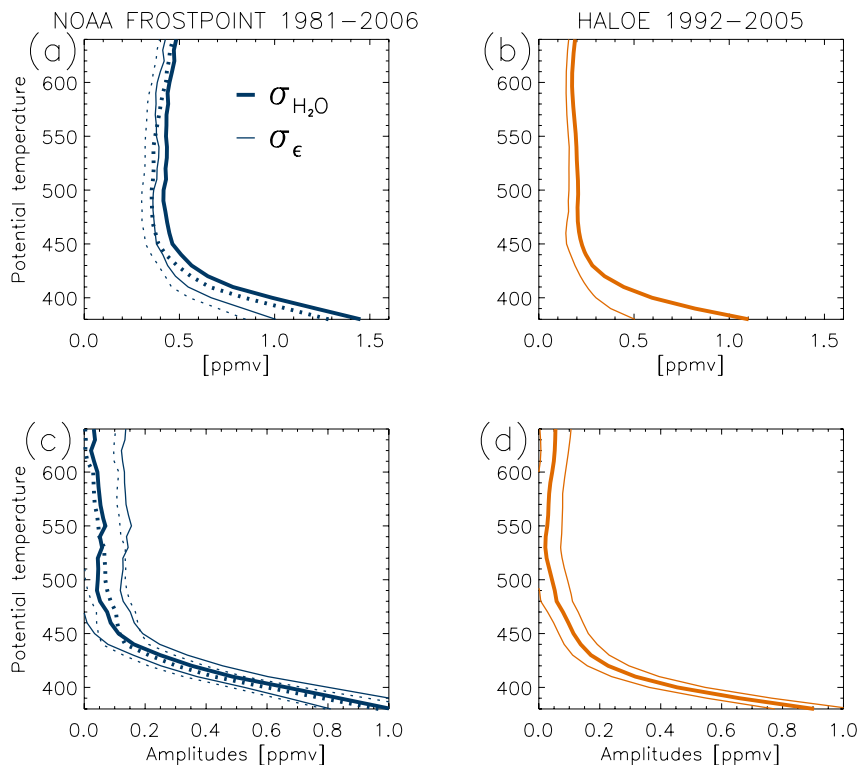 NOAA FROSTPOINT 1981−2006
HALOE 1992−2005
(a)
(b)
σ H₂O
σ ϵ
Potential temperature
600
550
500
450
400
0.0 0.5 1.0 1.5
[ppmv]
600
550
500
450
400
0.0 0.5 1.0 1.5
[ppmv]
(c)
(d)
Potential temperature
600
550
500
450
400
0.0 0.2 0.4 0.6 0.8 1.0
Amplitudes [ppmv]
600
550
500
450
400
0.0 0.2 0.4 0.6 0.8 1.0
Amplitudes [ppmv]